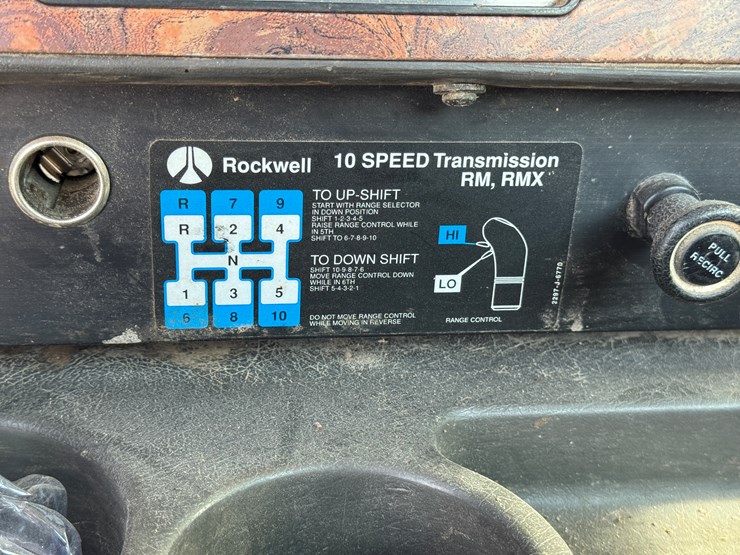 Rockwell 10 SPEED Transmission
RM, RMX
R 7 9
R 2 4
N
1 3 5
6 8 10
TO UP-SHIFT
START WITH RANGE SELECTOR
IN DOWN POSITION
SHIFT 1-2-3-4-5
RAISE RANGE CONTROL WHILE
IN 5TH
SHIFT TO 6-7-8-9-10
TO DOWN SHIFT
SHIFT 10-9-8-7-6
MOVE RANGE CONTROL DOWN
WHILE IN 6TH
SHIFT 5-4-3-2-1
DO NOT MOVE RANGE CONTROL
WHILE MOVING IN REVERSE
HI
LO
RANGE CONTROL
2297-J-6770
PULL
RECIRC